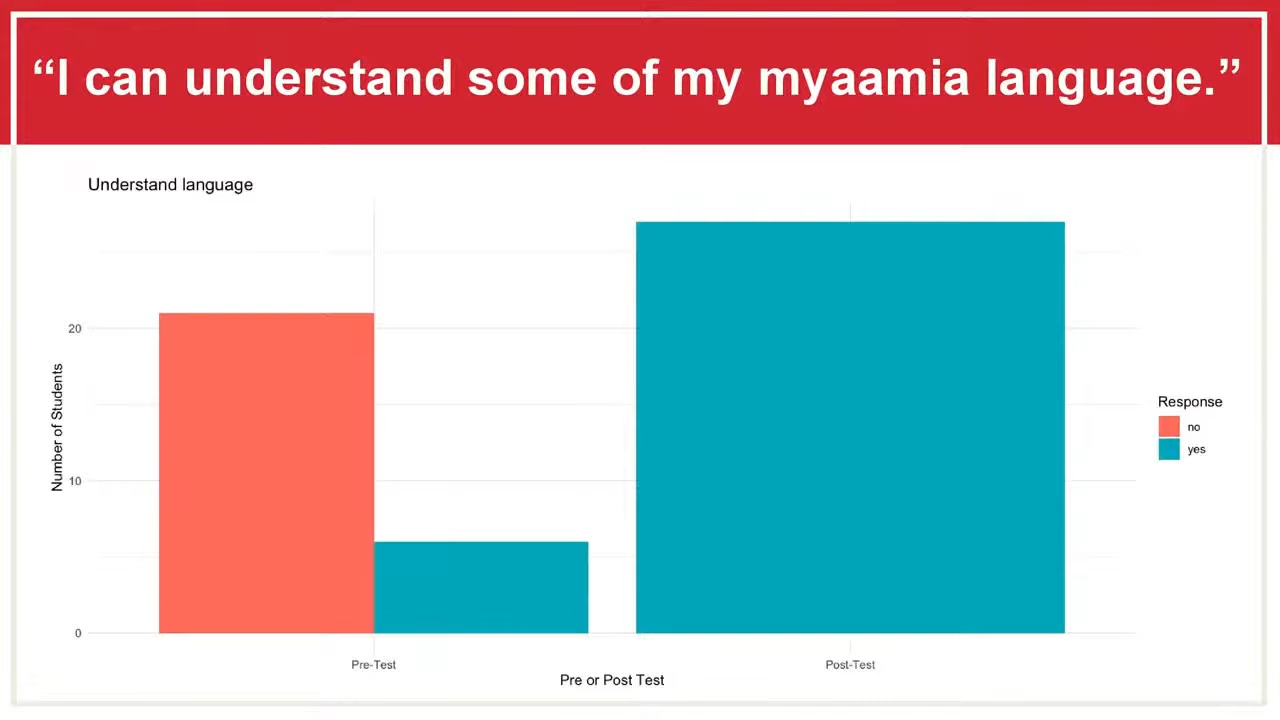 “I can understand some of my myaamia language.”
Understand language
Number of Students
20
10
0
Pre-Test
Post-Test
Pre or Post Test
Response
no
yes